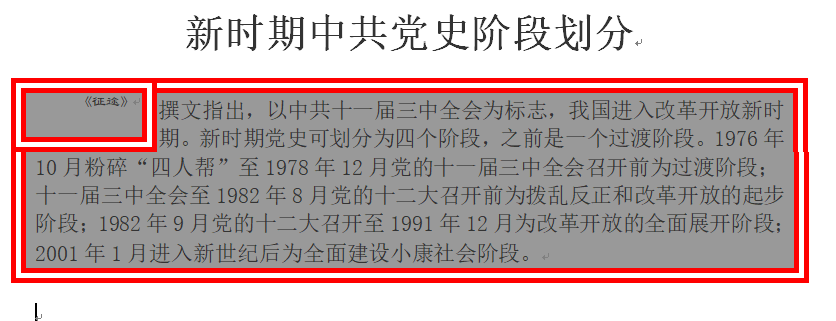 新时期中共党史阶段划分
《征途》
撰文指出，以中共十一届三中全会为标志，我国进入改革开放新时
期。新时期党史可划分为四个阶段，之前是一个过渡阶段。1976 年
10 月粉碎“四人帮”至 1978 年 12 月党的十一届三中全会召开前为过渡阶段；
十一届三中全会至 1982 年 8 月党的十二大召开前为拨乱反正和改革开放的起步
阶段；1982 年 9 月党的十二大召开至 1991 年 12 月为改革开放的全面展开阶段；
2001 年 1 月进入新世纪后为全面建设小康社会阶段。